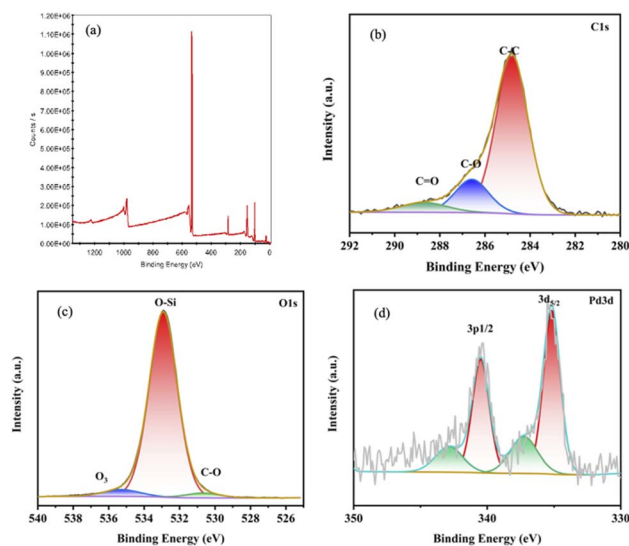 (a)
Counts / s
1.20E+06
1.10E+06
1.00E+06
9.00E+05
8.00E+05
7.00E+05
6.00E+05
5.00E+05
4.00E+05
3.00E+05
2.00E+05
1.00E+05
0.00E+00
1200 1000 800 600 400 200 0
Binding Energy (eV)
(b)
C1s
C-C
C-O
C=O
Intensity (a.u.)
292 290 288 286 284 282 280
Binding Energy (eV)
(c)
O1s
O-Si
O3
C-O
Intensity (a.u.)
540 538 536 534 532 530 528 526
Binding Energy (eV)
(d)
Pd3d
3d5/2
3p1/2
Intensity (a.u.)
350 340 330
Binding Energy (eV)